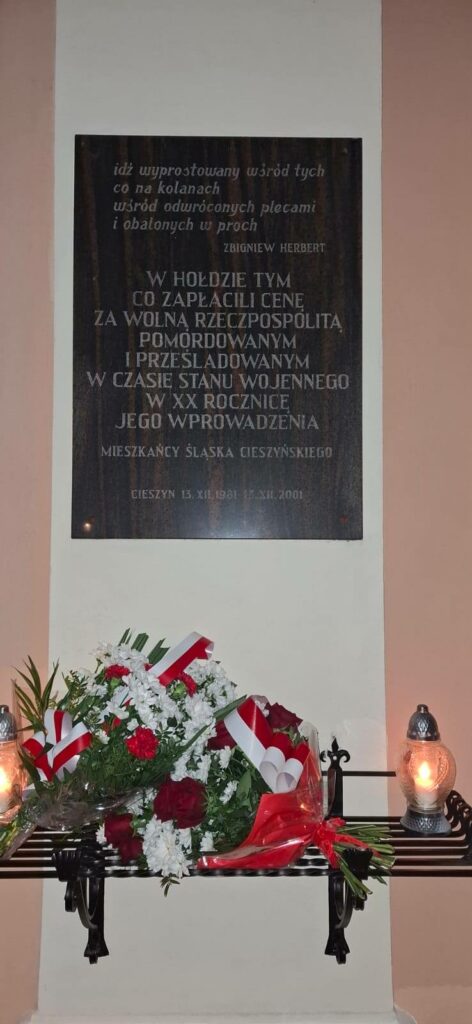 idź wyprostowany wśród tych
co na kolanach
wśród odwróconych plecami
i obalonych w proch
ZBIGNIEW HERBERT
W HOŁDZIE TYM
CO ZAPŁACILI CENĘ
ZA WOLNĄ RZECZPOSPOLITĄ
POMORDOWANYM
I PRZEŚLADOWANYM
W CZASIE STANU WOJENNEGO
W XX ROCZNICĘ
JEGO WPROWADZENIA
MIESZKAŃCY ŚLĄSKA CIESZYŃSKIEGO
CIESZYN 13.XII.1981-13.XII.2001